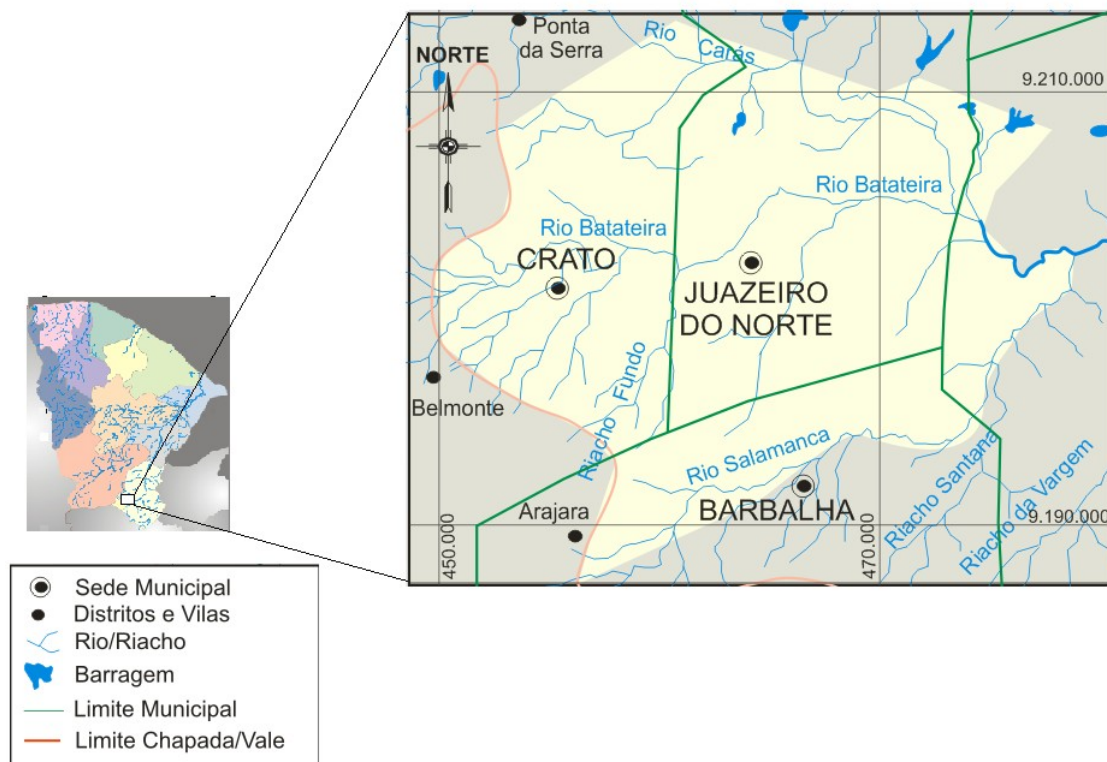 Ponta
da Serra
Rio Carás
NORTE
9.210.000
Rio Batateira
Rio Batateira
CRATO
JUAZEIRO
DO NORTE
Belmonte
Riacho Fundo
Rio Salamanca
BARBALHA
Arajara
Riacho Santana
Riacho da Vargem
9.190.000
450.000
470.000
Sede Municipal
Distritos e Vilas
Rio/Riacho
Barragem
Limite Municipal
Limite Chapada/Vale